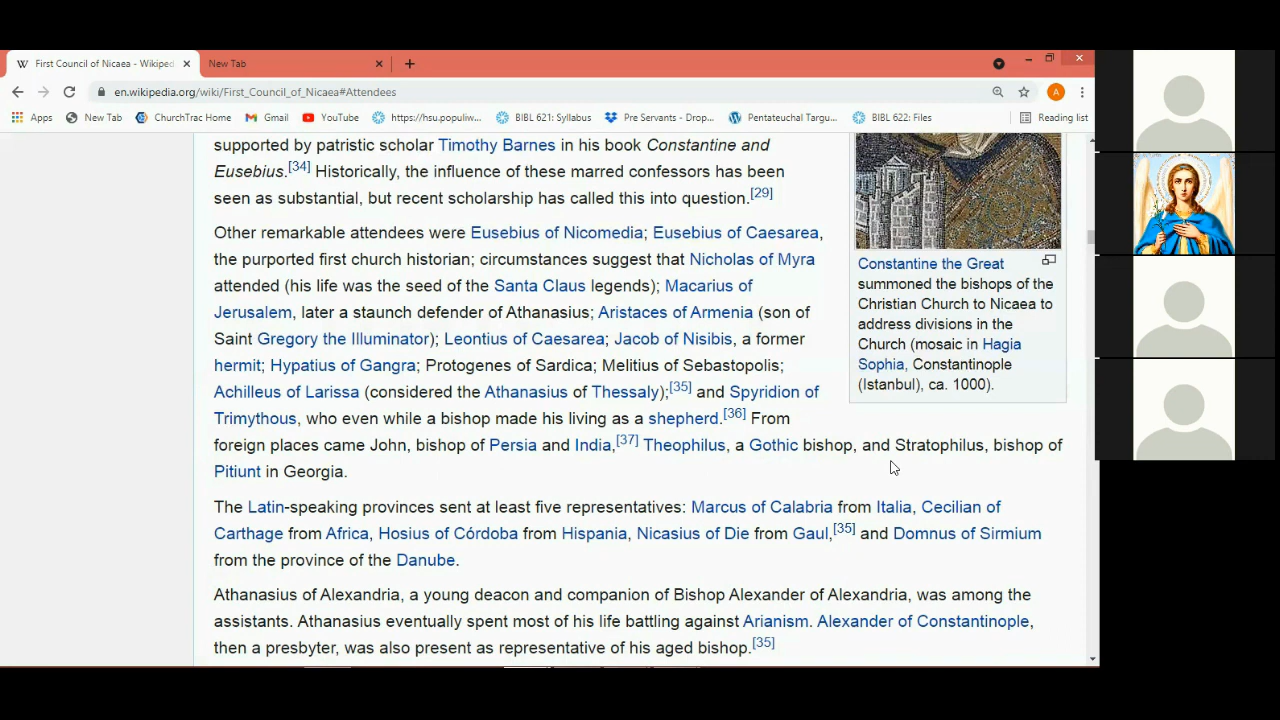 First Council of Nicaea - Wikiped
New Tab
en.wikipedia.org/wiki/First_Council_of_Nicaea#Attendees
A
Apps New Tab ChurchTrac Home Gmail YouTube https://hsu.populiw... BIBL 621: Syllabus Pre Servants - Drop... Pentateuchal Targu... BIBL 622: Files Reading list
supported by patristic scholar Timothy Barnes in his book Constantine and
Eusebius.[34] Historically, the influence of these marred confessors has been
seen as substantial, but recent scholarship has called this into question.[29]
Other remarkable attendees were Eusebius of Nicomedia; Eusebius of Caesarea,
the purported first church historian; circumstances suggest that Nicholas of Myra
attended (his life was the seed of the Santa Claus legends); Macarius of
Jerusalem, later a staunch defender of Athanasius; Aristaces of Armenia (son of
Saint Gregory the Illuminator); Leontius of Caesarea; Jacob of Nisibis, a former
hermit; Hypatius of Gangra; Protogenes of Sardica; Melitius of Sebastopolis;
Achilleus of Larissa (considered the Athanasius of Thessaly);[35] and Spyridion of
Trimythous, who even while a bishop made his living as a shepherd.[36] From
foreign places came John, bishop of Persia and India,[37] Theophilus, a Gothic bishop, and Stratophilus, bishop of
Pitiunt in Georgia.
Constantine the Great
summoned the bishops of the
Christian Church to Nicaea to
address divisions in the
Church (mosaic in Hagia
Sophia, Constantinople
(Istanbul), ca. 1000).
The Latin-speaking provinces sent at least five representatives: Marcus of Calabria from Italia, Cecilian of
Carthage from Africa, Hosius of Córdoba from Hispania, Nicasius of Die from Gaul,[35] and Domnus of Sirmium
from the province of the Danube.
Athanasius of Alexandria, a young deacon and companion of Bishop Alexander of Alexandria, was among the
assistants. Athanasius eventually spent most of his life battling against Arianism. Alexander of Constantinople,
then a presbyter, was also present as representative of his aged bishop.[35]